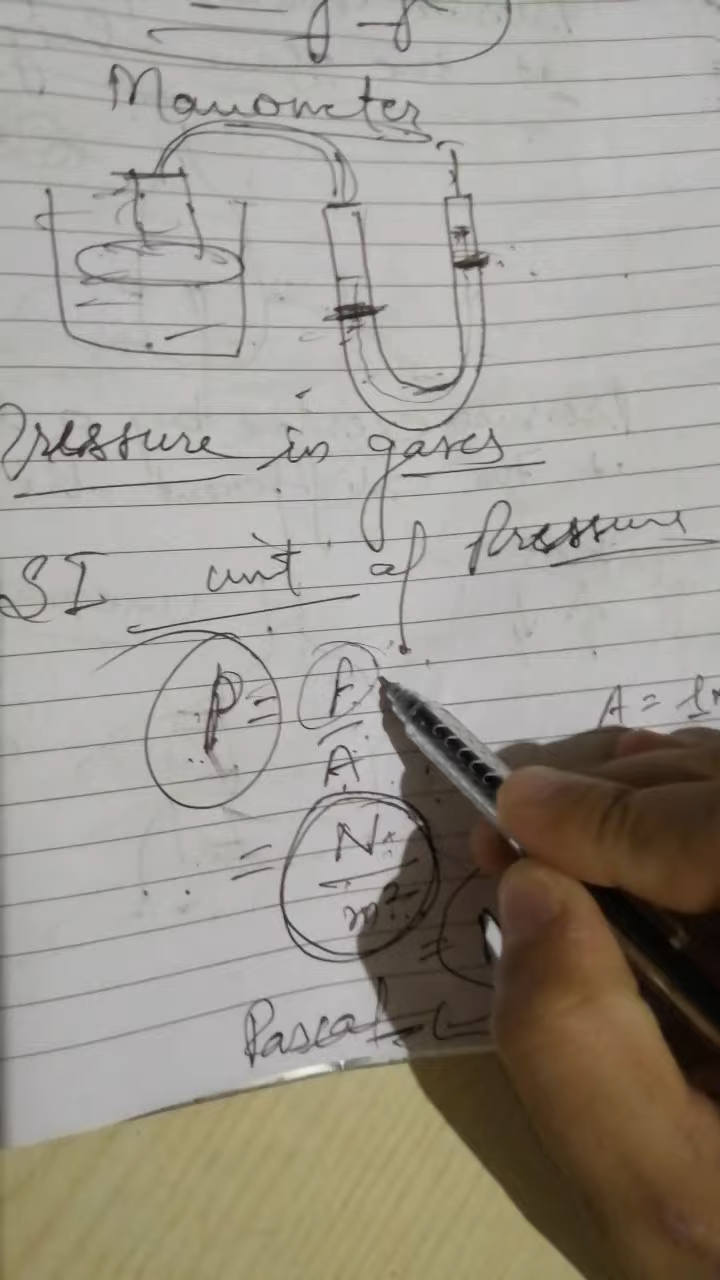 Manometer
Pressure in gases
SI unit of Pressure
P = F
A
A =
= N
m²
=
Pascal